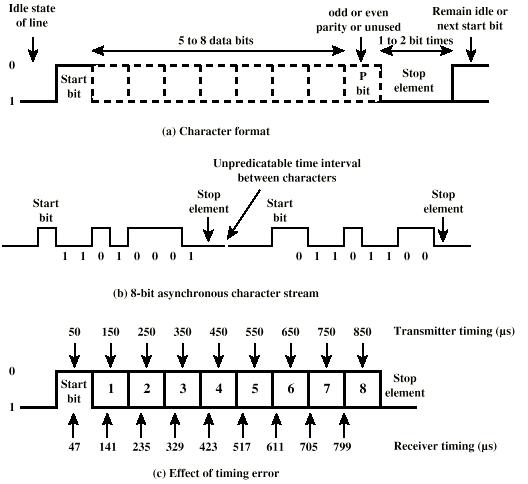 Idle state
of line
odd or even
parity or unused
Remain idle or
next start bit
5 to 8 data bits
1 to 2 bit times
0
1
Start
bit
P
bit
Stop
element
(a) Character format
Unpredicatable time interval
between characters
Start
bit
Stop
element
Start
bit
Stop
element
1 1 0 1 0 0 0 1
0 1 1 0 1 1 0 0
(b) 8-bit asynchronous character stream
50 150 250 350 450 550 650 750 850 Transmitter timing (µs)
0
1
Start
bit
1 2 3 4 5 6 7 8
Stop
element
47 141 235 329 423 517 611 705 799 Receiver timing (µs)
(c) Effect of timing error